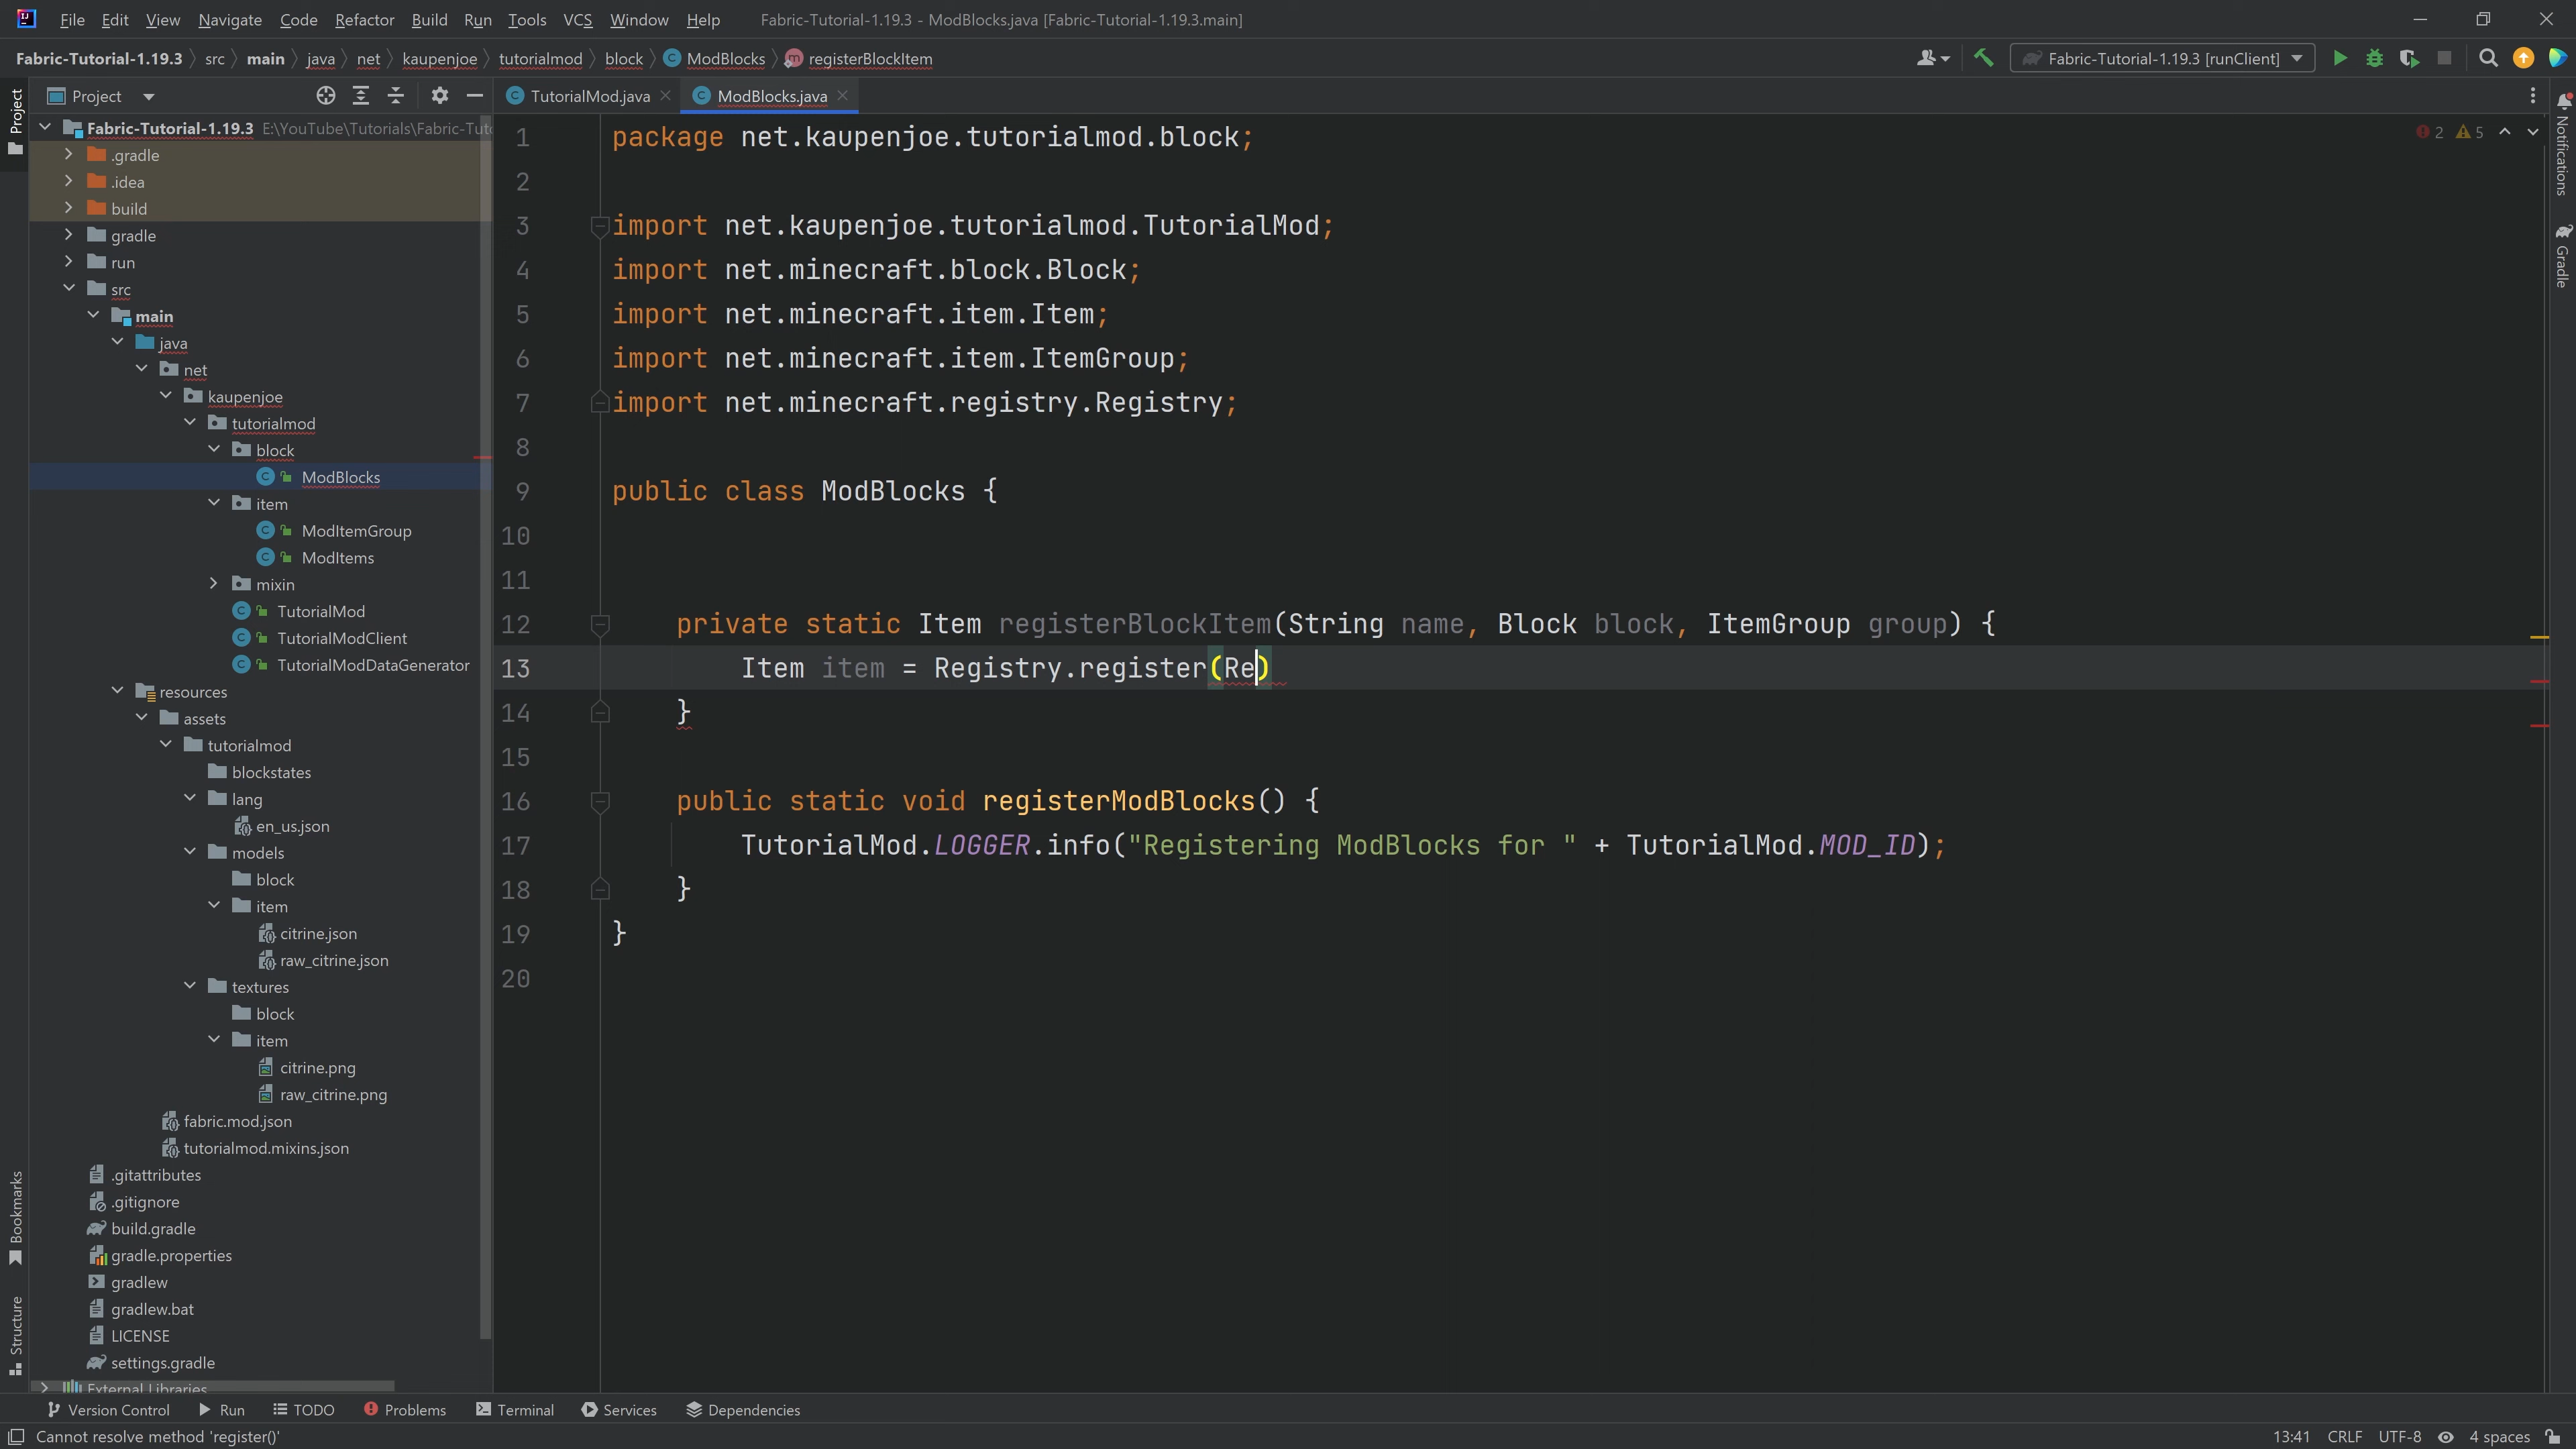 File Edit View Navigate Code Refactor Build Run Tools VCS Window Help Fabric-Tutorial-1.19.3 - ModBlocks.java [Fabric-Tutorial-1.19.3.main]
Fabric-Tutorial-1.19.3 src main java net kaupenjoe tutorialmod block ModBlocks registerBlockItem Fabric-Tutorial-1.19.3 [runClient]
Project
TutorialMod.java ModBlocks.java
Project
Bookmarks
Structure
Notifications
Gradle
Fabric-Tutorial-1.19.3 E:\YouTube\Tutorials\Fabric-Tuto
.gradle
.idea
build
gradle
run
src
main
java
net
kaupenjoe
tutorialmod
block
ModBlocks
item
ModItemGroup
ModItems
mixin
TutorialMod
TutorialModClient
TutorialModDataGenerator
resources
assets
tutorialmod
blockstates
lang
en_us.json
models
block
item
citrine.json
raw_citrine.json
textures
block
item
citrine.png
raw_citrine.png
fabric.mod.json
tutorialmod.mixins.json
.gitattributes
.gitignore
build.gradle
gradle.properties
gradlew
gradlew.bat
LICENSE
settings.gradle
External Libraries
2 5
1 package net.kaupenjoe.tutorialmod.block;
2
3 import net.kaupenjoe.tutorialmod.TutorialMod;
4 import net.minecraft.block.Block;
5 import net.minecraft.item.Item;
6 import net.minecraft.item.ItemGroup;
7 import net.minecraft.registry.Registry;
8
9 public class ModBlocks {
10
11
12 private static Item registerBlockItem(String name, Block block, ItemGroup group) {
13 Item item = Registry.register(Re)
14 }
15
16 public static void registerModBlocks() {
17 TutorialMod.LOGGER.info("Registering ModBlocks for " + TutorialMod.MOD_ID);
18 }
19 }
20
Version Control Run TODO Problems Terminal Services Dependencies
Cannot resolve method 'register()' 13:41 CRLF UTF-8 4 spaces